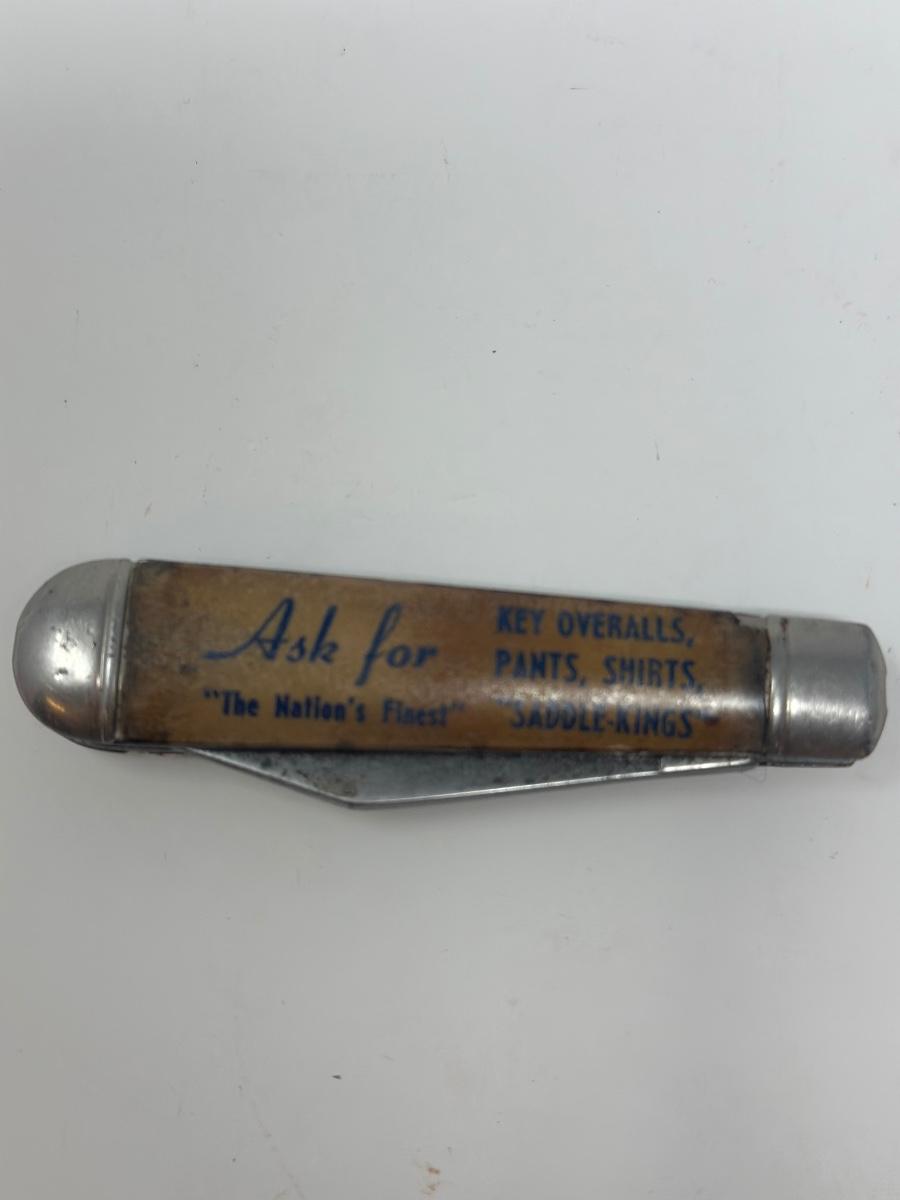 Ask for
"The Nation's Finest"
KEY OVERALLS,
PANTS, SHIRTS,
"SADDLE-KINGS"